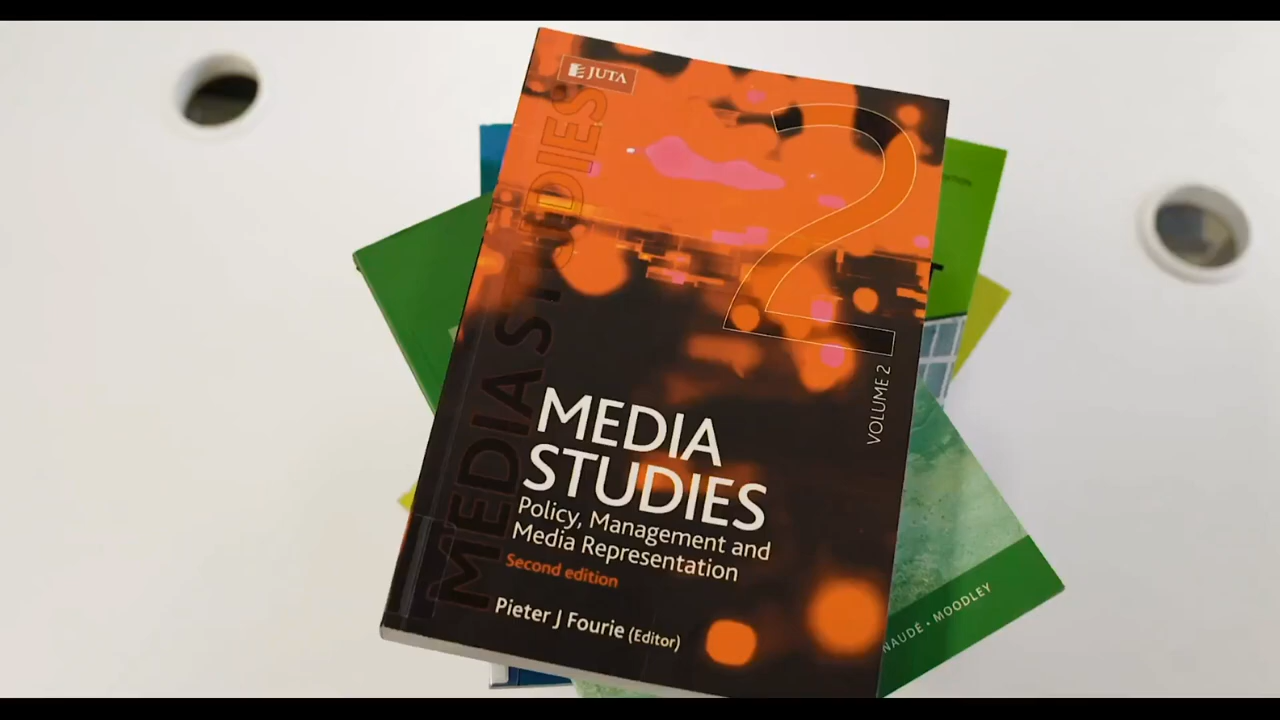 JUTA
MEDIA STUDIES
2
VOLUME 2
MEDIA
STUDIES
Policy, Management and
Media Representation
Second edition
Pieter J Fourie (Editor)
NAUDÉ • MOODLEY